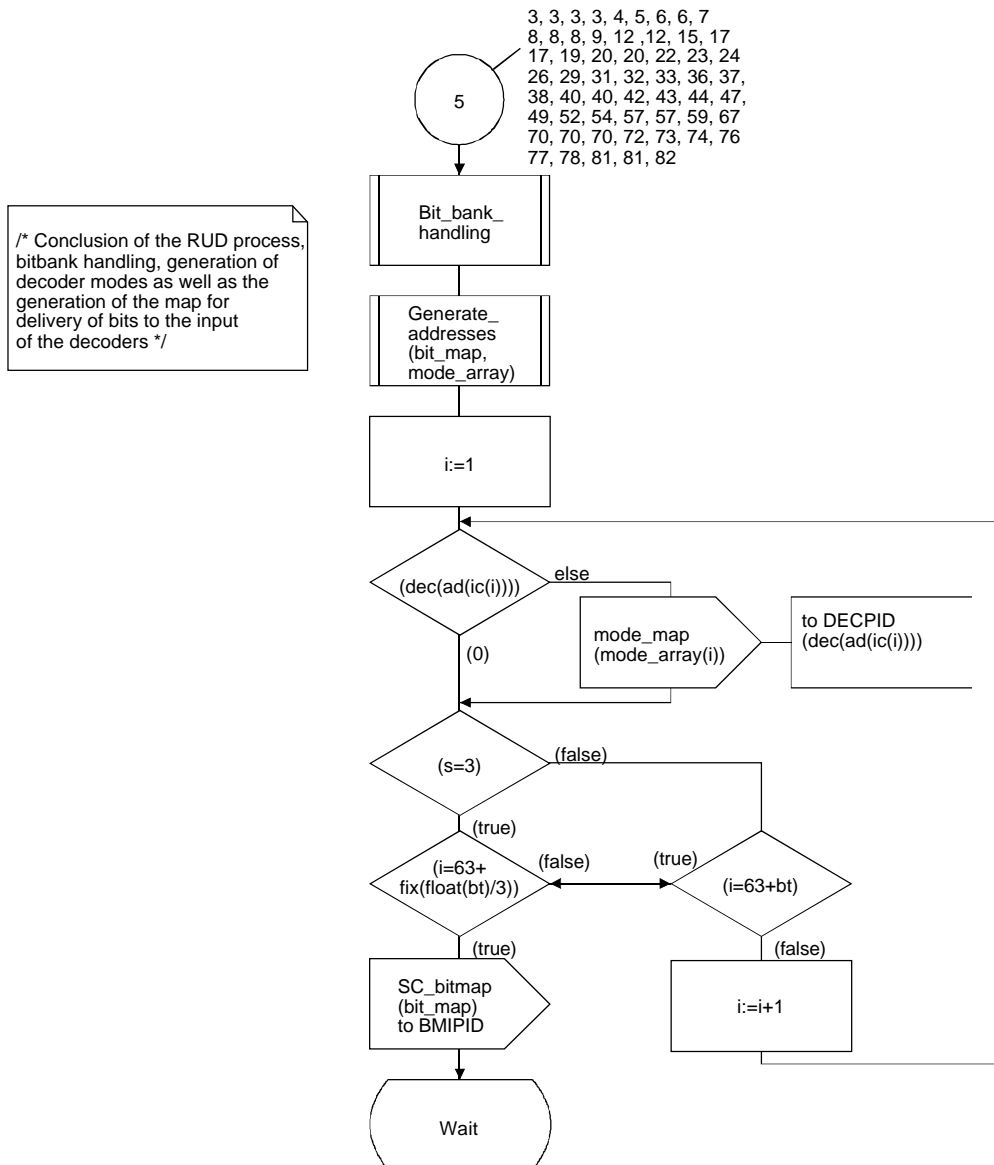 3, 3, 3, 3, 4, 5, 6, 6, 7
8, 8, 8, 9, 12 ,12, 15, 17
17, 19, 20, 20, 22, 23, 24
26, 29, 31, 32, 33, 36, 37,
38, 40, 40, 42, 43, 44, 47,
49, 52, 54, 57, 57, 59, 67
70, 70, 70, 72, 73, 74, 76
77, 78, 81, 81, 82
5
Bit_bank_
handling
/* Conclusion of the RUD process,
bitbank handling, generation of
decoder modes as well as the
generation of the map for
delivery of bits to the input
of the decoders */
Generate_
addresses
(bit_map,
mode_array)
i:=1
(dec(ad(ic(i))))
else
(0)
mode_map
(mode_array(i))
to DECPID
(dec(ad(ic(i))))
(s=3)
(false)
(true)
(i=63+
fix(float(bt)/3))
(false)
(true)
(i=63+bt)
(true)
(false)
SC_bitmap
(bit_map)
to BMIPID
i:=i+1
Wait